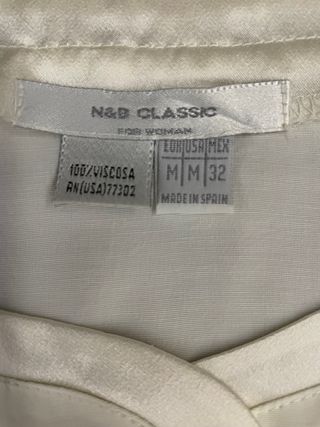 N&B CLASSIC
FOR WOMAN
100%VISCOSA
RN(USA)77302
EUR USA MEX
M M 32
MADE IN SPAIN